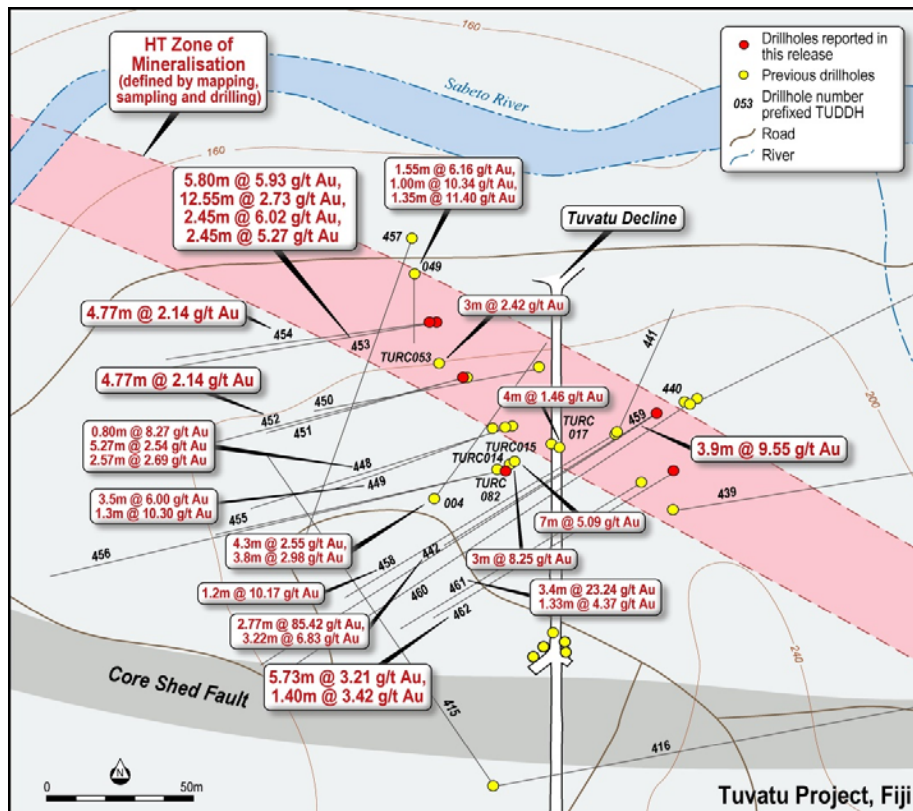 160
HT Zone of
Mineralisation
(defined by mapping,
sampling and drilling)
Sabeto River
Drillholes reported in
this release
Previous drillholes
053 Drillhole number
prefixed TUDDH
Road
River
160
5.80m @ 5.93 g/t Au,
12.55m @ 2.73 g/t Au,
2.45m @ 6.02 g/t Au,
2.45m @ 5.27 g/t Au
1.55m @ 6.16 g/t Au,
1.00m @ 10.34 g/t Au,
1.35m @ 11.40 g/t Au
Tuvatu Decline
457
049
4.77m @ 2.14 g/t Au
454
453
3m @ 2.42 g/t Au
441
TURC053
4.77m @ 2.14 g/t Au
450
452
451
4m @ 1.46 g/t Au
440
200
459
TURC
017
3.9m @ 9.55 g/t Au
0.80m @ 8.27 g/t Au
5.27m @ 2.54 g/t Au
2.57m @ 2.69 g/t Au
448
449
TURC015
TURC014
TURC
082
439
3.5m @ 6.00 g/t Au
1.3m @ 10.30 g/t Au
455
004
7m @ 5.09 g/t Au
456
4.3m @ 2.55 g/t Au,
3.8m @ 2.98 g/t Au
442
458
3m @ 8.25 g/t Au
1.2m @ 10.17 g/t Au
460
461
462
3.4m @ 23.24 g/t Au
1.33m @ 4.37 g/t Au
2.77m @ 85.42 g/t Au,
3.22m @ 6.83 g/t Au
240
Core Shed Fault
5.73m @ 3.21 g/t Au,
1.40m @ 3.42 g/t Au
415
416
N
0 50m
Tuvatu Project, Fiji